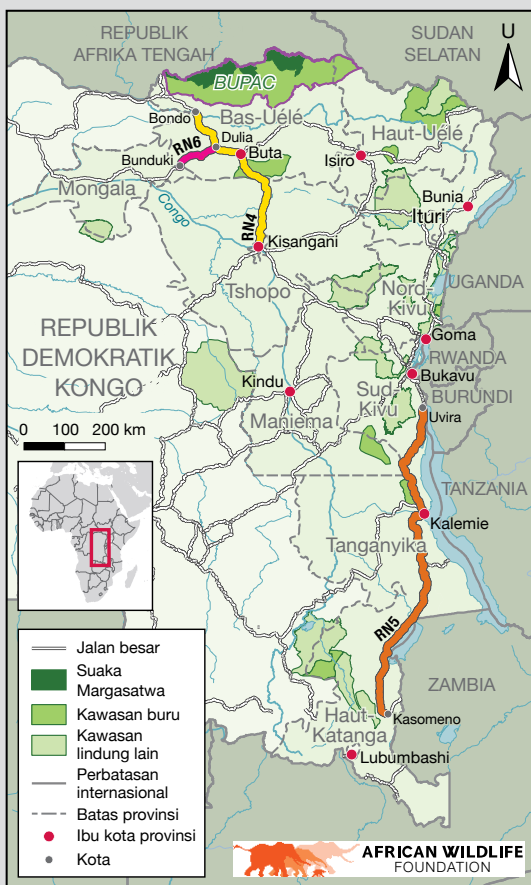 REPUBLIK
AFRIKA TENGAH
SUDAN
SELATAN
U
BUPAC
Bondo
Bas-Uélé
Haut-Uélé
RN6
Dulia
Bunduki
Buta
Isiro
Mongala
Congo
RN4
Bunia
Ituri
Kisangani
Tshopo
UGANDA
Nord-
Kivu
REPUBLIK
DEMOKRATIK
KONGO
Goma
RWANDA
Kindu
Bukavu
Sud-
Kivu
BURUNDI
Maniema
Uvira
0 100 200 km
TANZANIA
Kalemie
Tanganyika
RN5
ZAMBIA
Haut-
Katanga
Kasomeno
Lubumbashi
Jalan besar
Suaka
Margasatwa
Kawasan buru
Kawasan
lindung lain
Perbatasan
internasional
Batas provinsi
Ibu kota provinsi
Kota
AFRICAN WILDLIFE
FOUNDATION